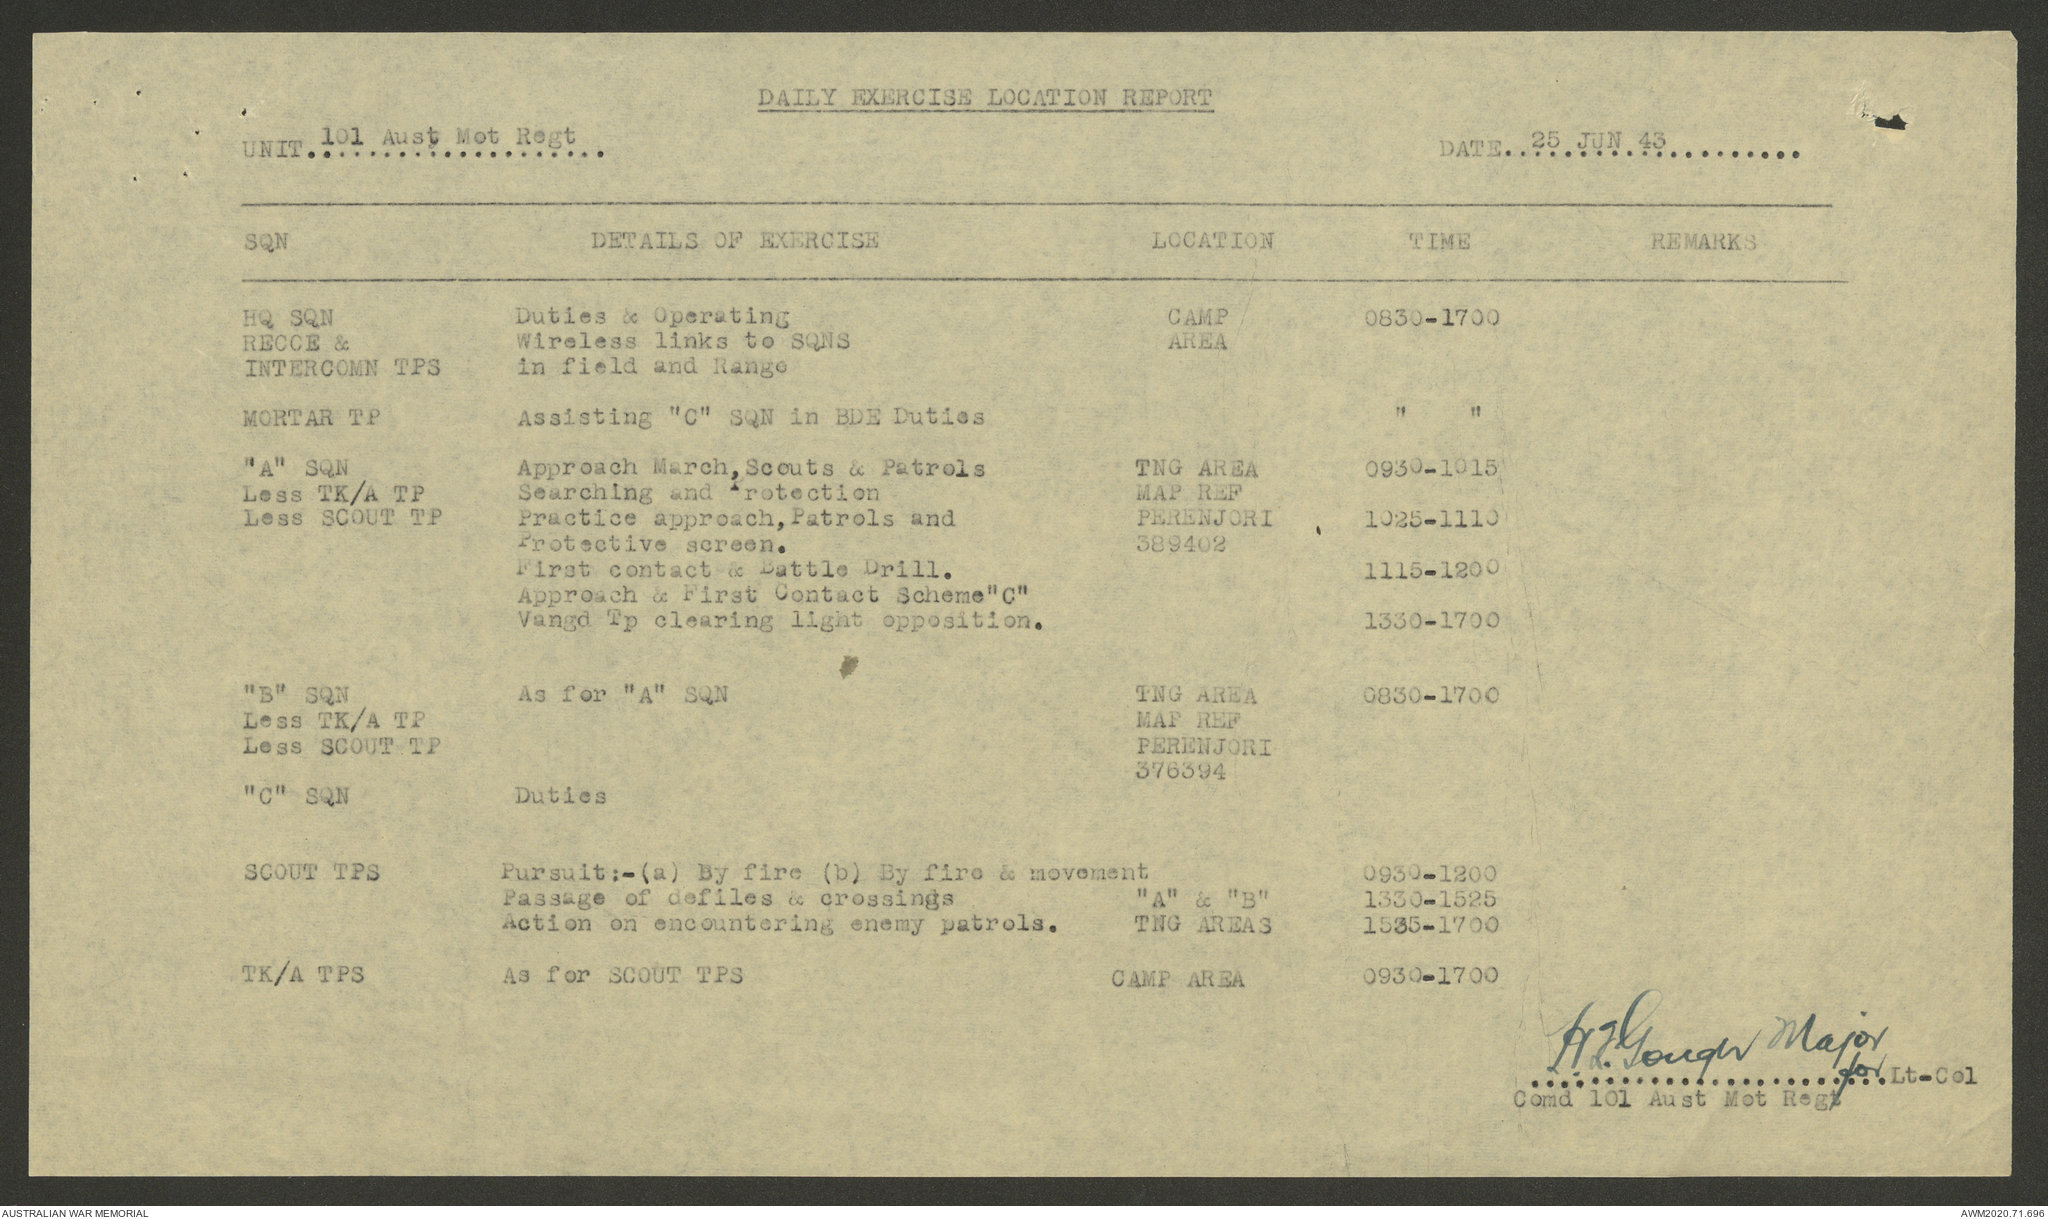 DAILY EXERCISE LOCATION REPORT
UNIT. 101 Aust Mot Regt DATE. 25 JUN 43
SQN DETAILS OF EXERCISE LOCATION TIME REMARKS
HQ SQN Duties & Operating CAMP 0830-1700
RECCE & Wireless links to SQNS AREA
INTERCOMN TPS in field and Range
MORTAR TP Assisting "C" SQN in BDE Duties " "
"A" SQN Approach March, Scouts & Patrols TNG AREA 0930-1015
Less TK/A TP Searching and Protection MAP REF
Less SCOUT TP Practice approach, Patrols and PERENJORI 1025-1110
Protective screen. 389402
First contact & Battle Drill. 1115-1200
Approach & First Contact Scheme"C"
Vangd Tp clearing light opposition. 1330-1700
"B" SQN As for "A" SQN TNG AREA 0830-1700
Less TK/A TP MAP REF
Less SCOUT TP PERENJORI
376394
"C" SQN Duties
SCOUT TPS Pursuit:-(a) By fire (b) By fire & movement 0930-1200
Passage of defiles & crossings "A" & "B" 1330-1525
Action on encountering enemy patrols. TNG AREAS 1535-1700
TK/A TPS As for SCOUT TPS CAMP AREA 0930-1700
Gough Major
for Lt-Col
Comd 101 Aust Mot Regt
AUSTRALIAN WAR MEMORIAL AWM2020.71.696